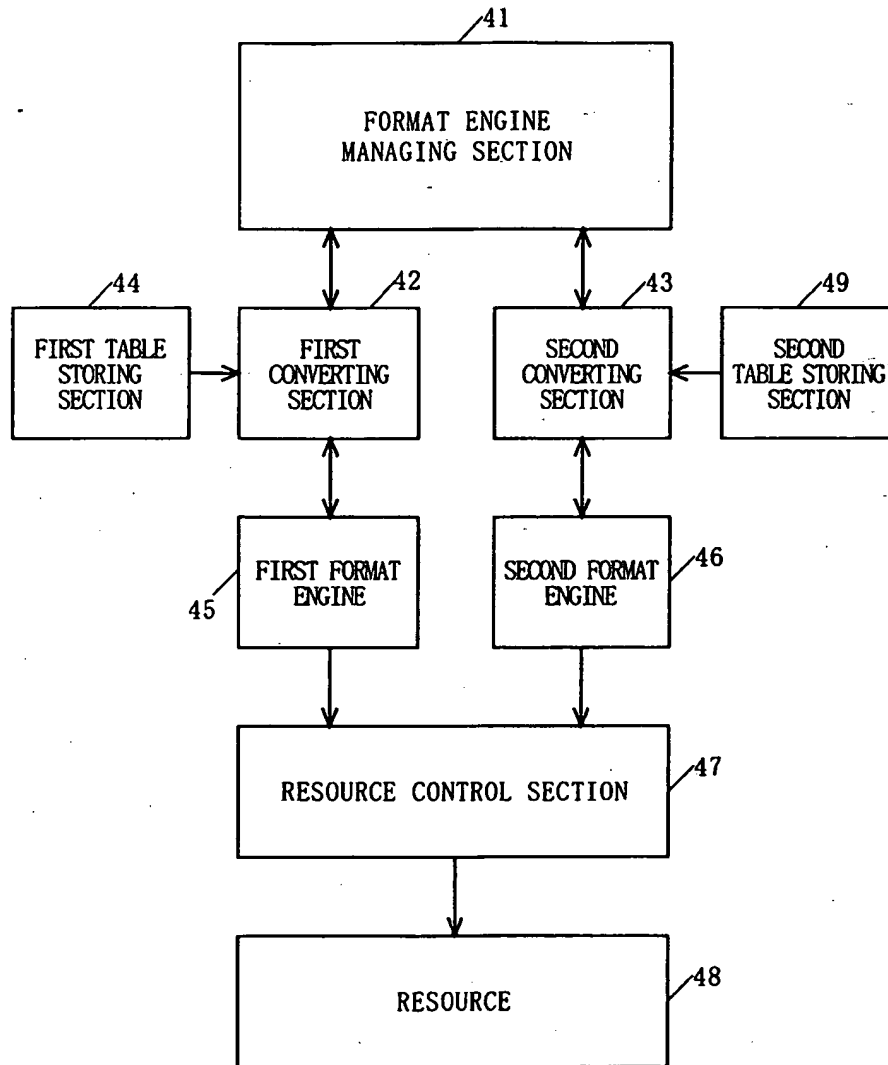 41
FORMAT ENGINE
MANAGING SECTION
44
42
43
49
FIRST TABLE
STORING
SECTION
FIRST
CONVERTING
SECTION
SECOND
CONVERTING
SECTION
SECOND
TABLE STORING
SECTION
45
FIRST FORMAT
ENGINE
SECOND FORMAT
ENGINE
46
RESOURCE CONTROL SECTION
47
RESOURCE
48